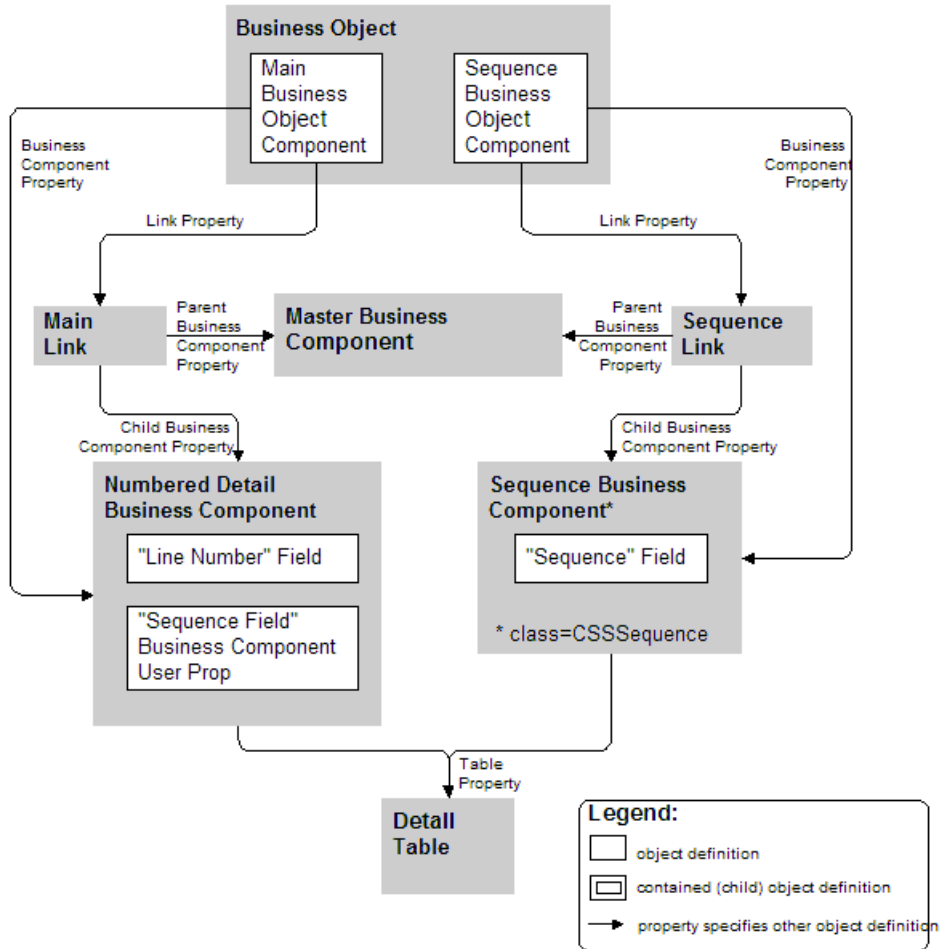 Business Object
Main
Business
Object
Component
Sequence
Business
Object
Component
Business
Component
Property
Business
Component
Property
Link Property
Link Property
Main
Link
Parent
Business
Component
Property
Master Business
Component
Parent
Business
Component
Property
Sequence
Link
Child Business
Component Property
Child Business
Component Property
Numbered Detail
Business Component
"Line Number" Field
"Sequence Field"
Business Component
User Prop
Sequence Business
Component*
"Sequence" Field
* class=CSSSequence
Table
Property
Detail
Table
Legend:
object definition
contained (child) object definition
property specifies other object definition